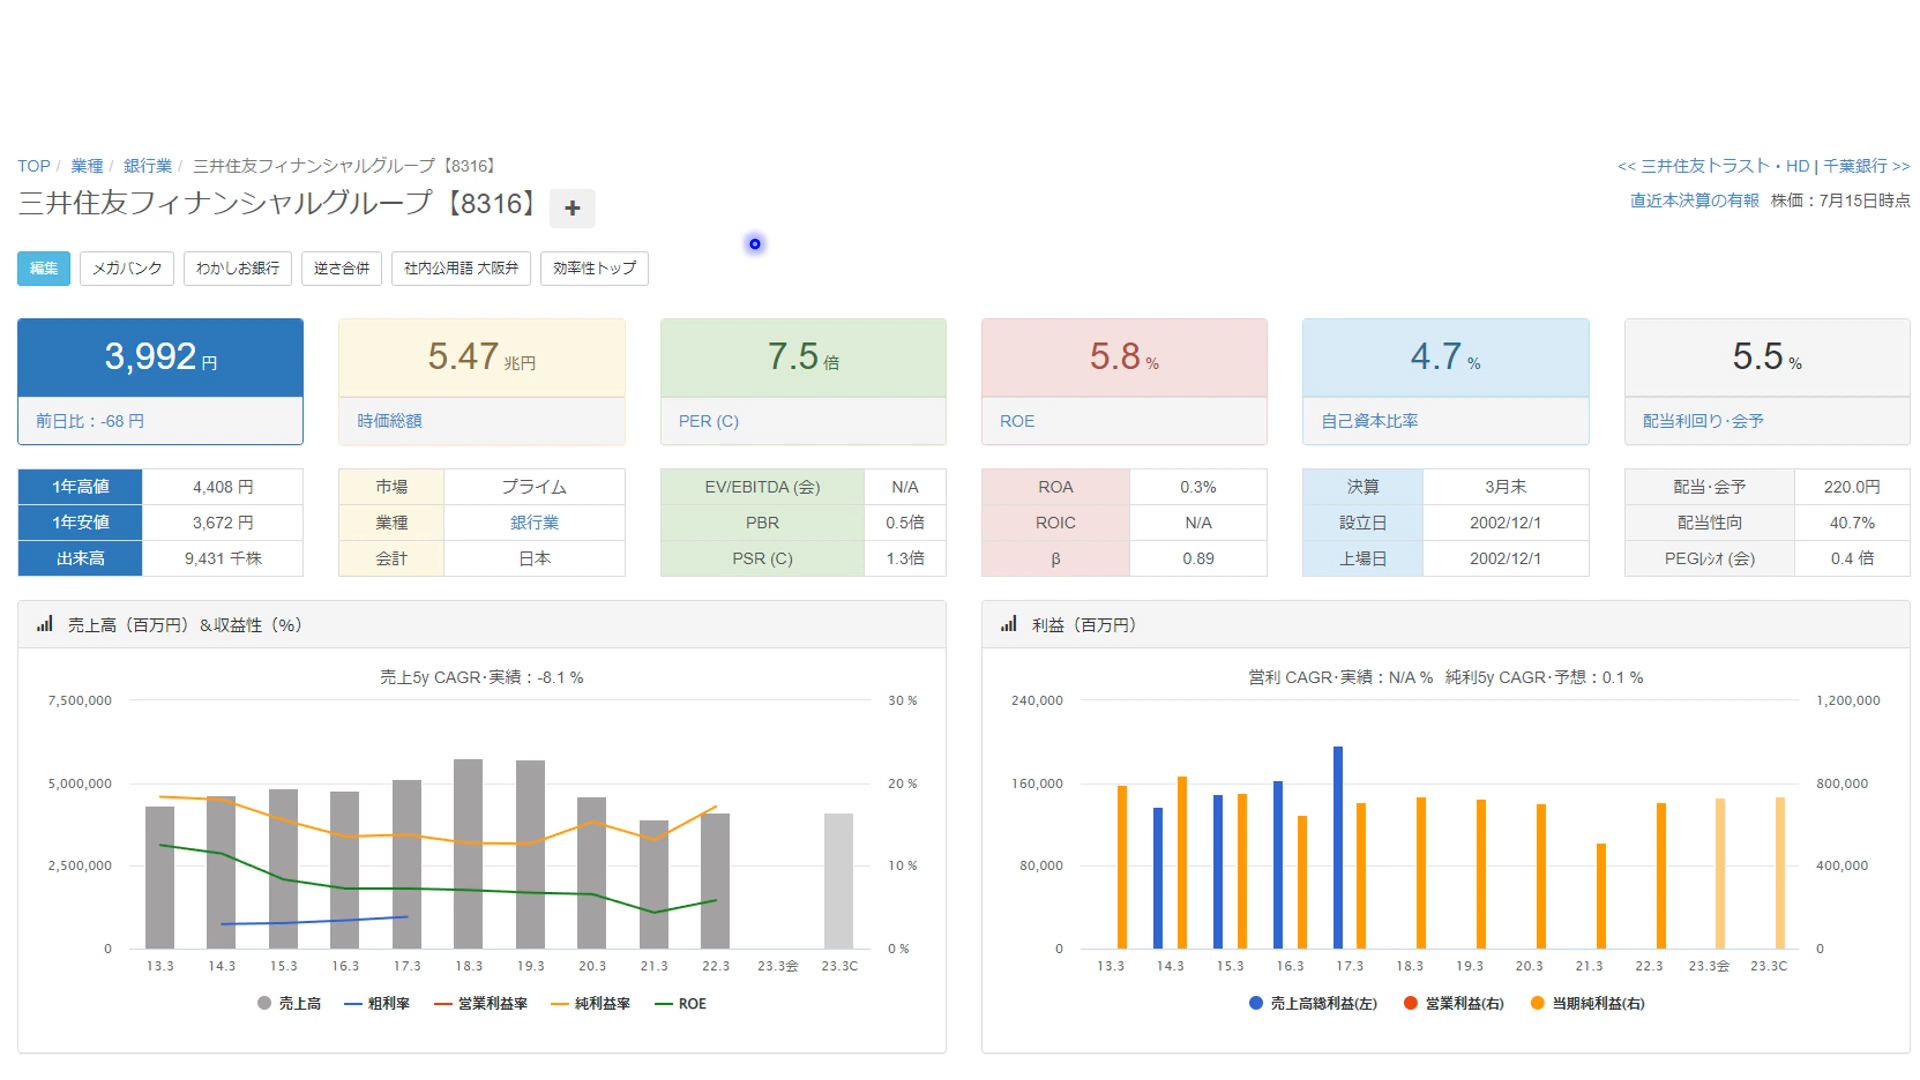 TOP / 業種 / 銀行業 / 三井住友フィナンシャルグループ【8316】
<< 三井住友トラスト・HD | 千葉銀行 >>
三井住友フィナンシャルグループ【8316】 +
直近本決算の有報 株価：7月15日時点
編集 メガバンク わかしお銀行 逆さ合併 社内公用語 大阪弁 効率性トップ
3,992 円
前日比：-68 円
5.47 兆円
時価総額
7.5 倍
PER (C)
5.8 %
ROE
4.7 %
自己資本比率
5.5 %
配当利回り･会予
1年高値 4,408 円
1年安値 3,672 円
出来高 9,431 千株
市場 プライム
業種 銀行業
会計 日本
EV/EBITDA (会) N/A
PBR 0.5倍
PSR (C) 1.3倍
ROA 0.3%
ROIC N/A
β 0.89
決算 3月末
設立日 2002/12/1
上場日 2002/12/1
配当･会予 220.0円
配当性向 40.7%
PEGﾚｼｵ (会) 0.4 倍
売上高（百万円）＆収益性（%）
売上5y CAGR･実績：-8.1 %
7,500,000 30 %
5,000,000 20 %
2,500,000 10 %
0 0 %
13.3 14.3 15.3 16.3 17.3 18.3 19.3 20.3 21.3 22.3 23.3会 23.3C
売上高 粗利率 営業利益率 純利益率 ROE
利益（百万円）
営利 CAGR･実績：N/A % 純利5y CAGR･予想：0.1 %
240,000 1,200,000
160,000 800,000
80,000 400,000
0 0
13.3 14.3 15.3 16.3 17.3 18.3 19.3 20.3 21.3 22.3 23.3会 23.3C
売上高総利益(左) 営業利益(右) 当期純利益(右)